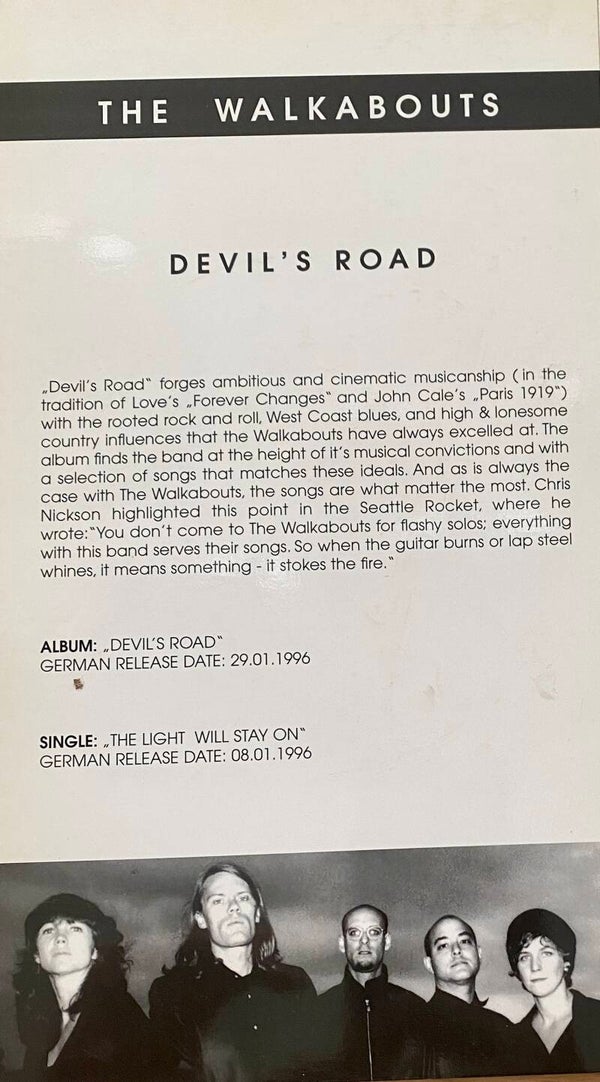 THE WALKABOUTS
DEVIL'S ROAD
„Devil's Road‟ forges ambitious and cinematic musicanship ( in the
tradition of Love's „Forever Changes‟ and John Cale's „Paris 1919‟)
with the rooted rock and roll, West Coast blues, and high & lonesome
country influences that the Walkabouts have always excelled at. The
album finds the band at the height of it's musical convictions and with
a selection of songs that matches these ideals. And as is always the
case with The Walkabouts, the songs are what matter the most. Chris
Nickson highlighted this point in the Seattle Rocket, where he
wrote:‟You don't come to The Walkabouts for flashy solos; everything
with this band serves their songs. So when the guitar burns or lap steel
whines, it means something - it stokes the fire.‟
ALBUM: „DEVIL'S ROAD‟
GERMAN RELEASE DATE: 29.01.1996
SINGLE: „THE LIGHT WILL STAY ON‟
GERMAN RELEASE DATE: 08.01.1996